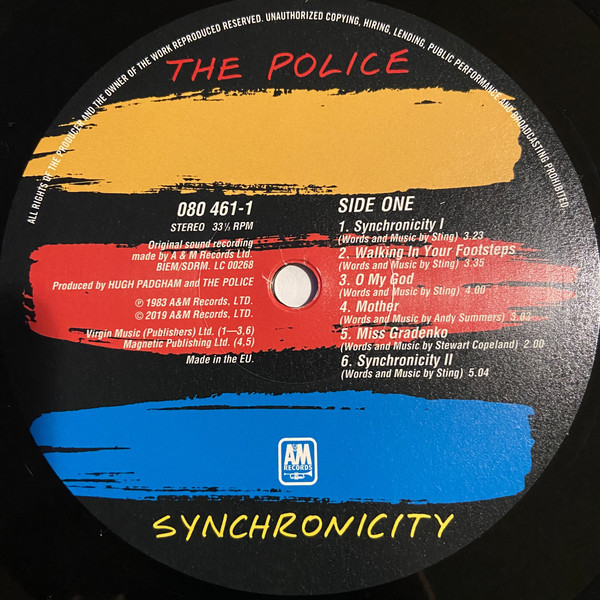 ALL RIGHTS OF THE PRODUCER AND THE OWNER OF THE WORK REPRODUCED RESERVED. UNAUTHORIZED COPYING, HIRING, LENDING, PUBLIC PERFORMANCE AND BROADCASTING PROHIBITED.
THE POLICE
080 461-1
STEREO 33⅓ RPM
Original sound recording
made by A & M Records Ltd.
BIEM/SDRM. LC 00268
Produced by HUGH PADGHAM and THE POLICE
℗ 1983 A&M Records, LTD.
© 2019 A&M Records, LTD.
Virgin Music (Publishers) Ltd. (1—3,6)
Magnetic Publishing Ltd. (4,5)
Made in the EU.
SIDE ONE
1. Synchronicity I
(Words and Music by Sting) 3.23
2. Walking In Your Footsteps
(Words and Music by Sting) 3.35
3. O My God
(Words and Music by Sting) 4.00
4. Mother
(Words and Music by Andy Summers) 3.03
5. Miss Gradenko
(Words and Music by Stewart Copeland) 2.00
6. Synchronicity II
(Words and Music by Sting) 5.04
A&M
RECORDS
SYNCHRONICITY